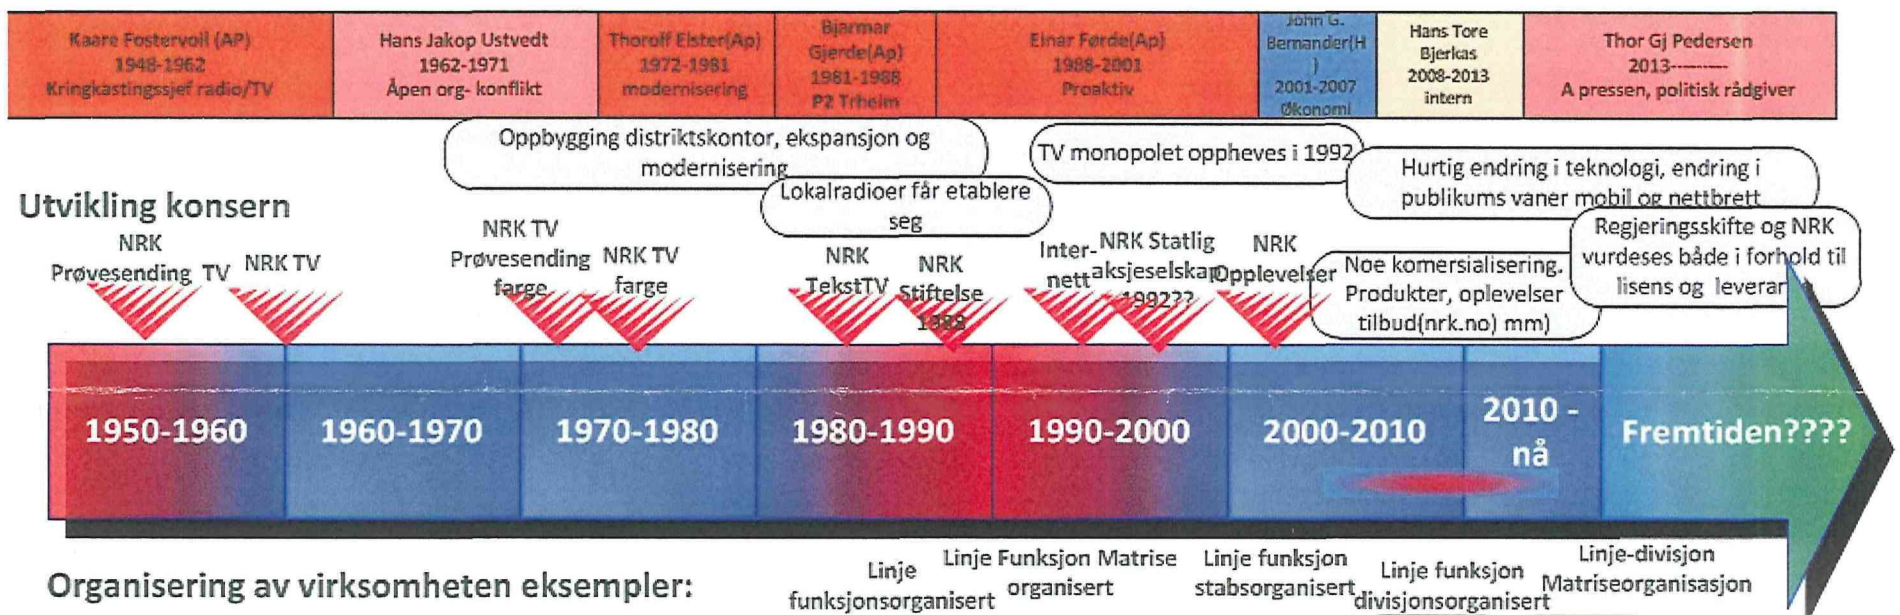 Kaare Fostervoll (AP)
1948-1962
Kringkastingssjef radio/TV
Hans Jakop Ustvedt
1962-1971
Åpen org- konflikt
Thorolf Elster(Ap)
1972-1981
modernisering
Bjarmar
Gjerde(Ap)
1981-1988
P2 Trheim
Einar Førde(Ap)
1988-2001
Proaktiv
John G.
Bernander(H
)
2001-2007
Økonomi
Hans Tore
Bjerkas
2008-2013
intern
Thor Gj Pedersen
2013----------
A pressen, politisk rådgiver
Oppbygging distriktskontor, ekspansjon og
modernisering
TV monopolet oppheves i 1992
Lokalradioer får etablere
seg
Hurtig endring i teknologi, endring i
publikums vaner mobil og nettbrett
Regjeringsskifte og NRK
vurdeses både i forhold til
lisens og leveran
Utvikling konsern
NRK
Prøvesending TV
NRK TV
NRK TV
Prøvesending
farge
NRK TV
farge
NRK
TekstTV
NRK
Stiftelse
1988
Inter-
nett
NRK Statlig
aksjeselskap
1992??
NRK
Opplevelser
Noe komersialisering.
Produkter, oplevelser
tilbud(nrk.no) mm)
1950-1960
1960-1970
1970-1980
1980-1990
1990-2000
2000-2010
2010 -
nå
Fremtiden????
Organisering av virksomheten eksempler:
Linje
funksjonsorganisert
Linje Funksjon Matrise
organisert
Linje funksjon
stabsorganisert
Linje funksjon
divisjonsorganisert
Linje-divisjon
Matriseorganisasjon